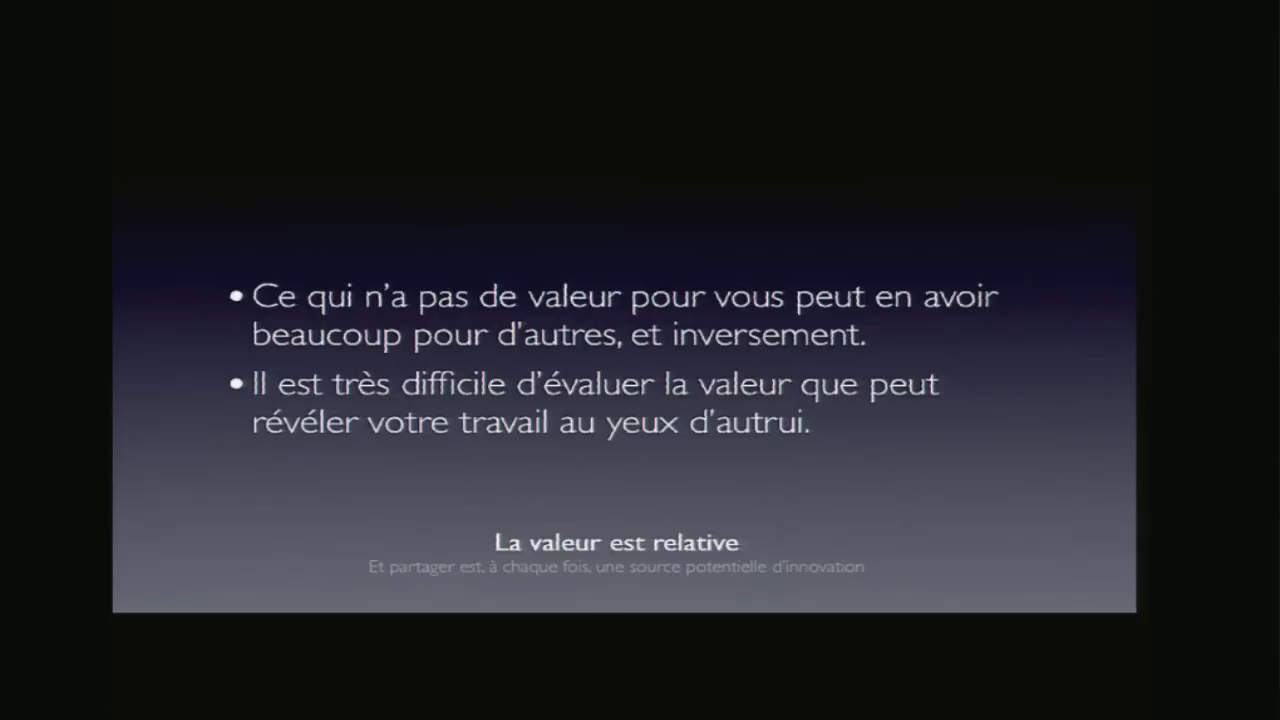 • Ce qui n'a pas de valeur pour vous peut en avoir
beaucoup pour d'autres, et inversement.
• Il est très difficile d'évaluer la valeur que peut
révéler votre travail au yeux d'autrui.
La valeur est relative
Et partager est, à chaque fois, une source potentielle d'innovation